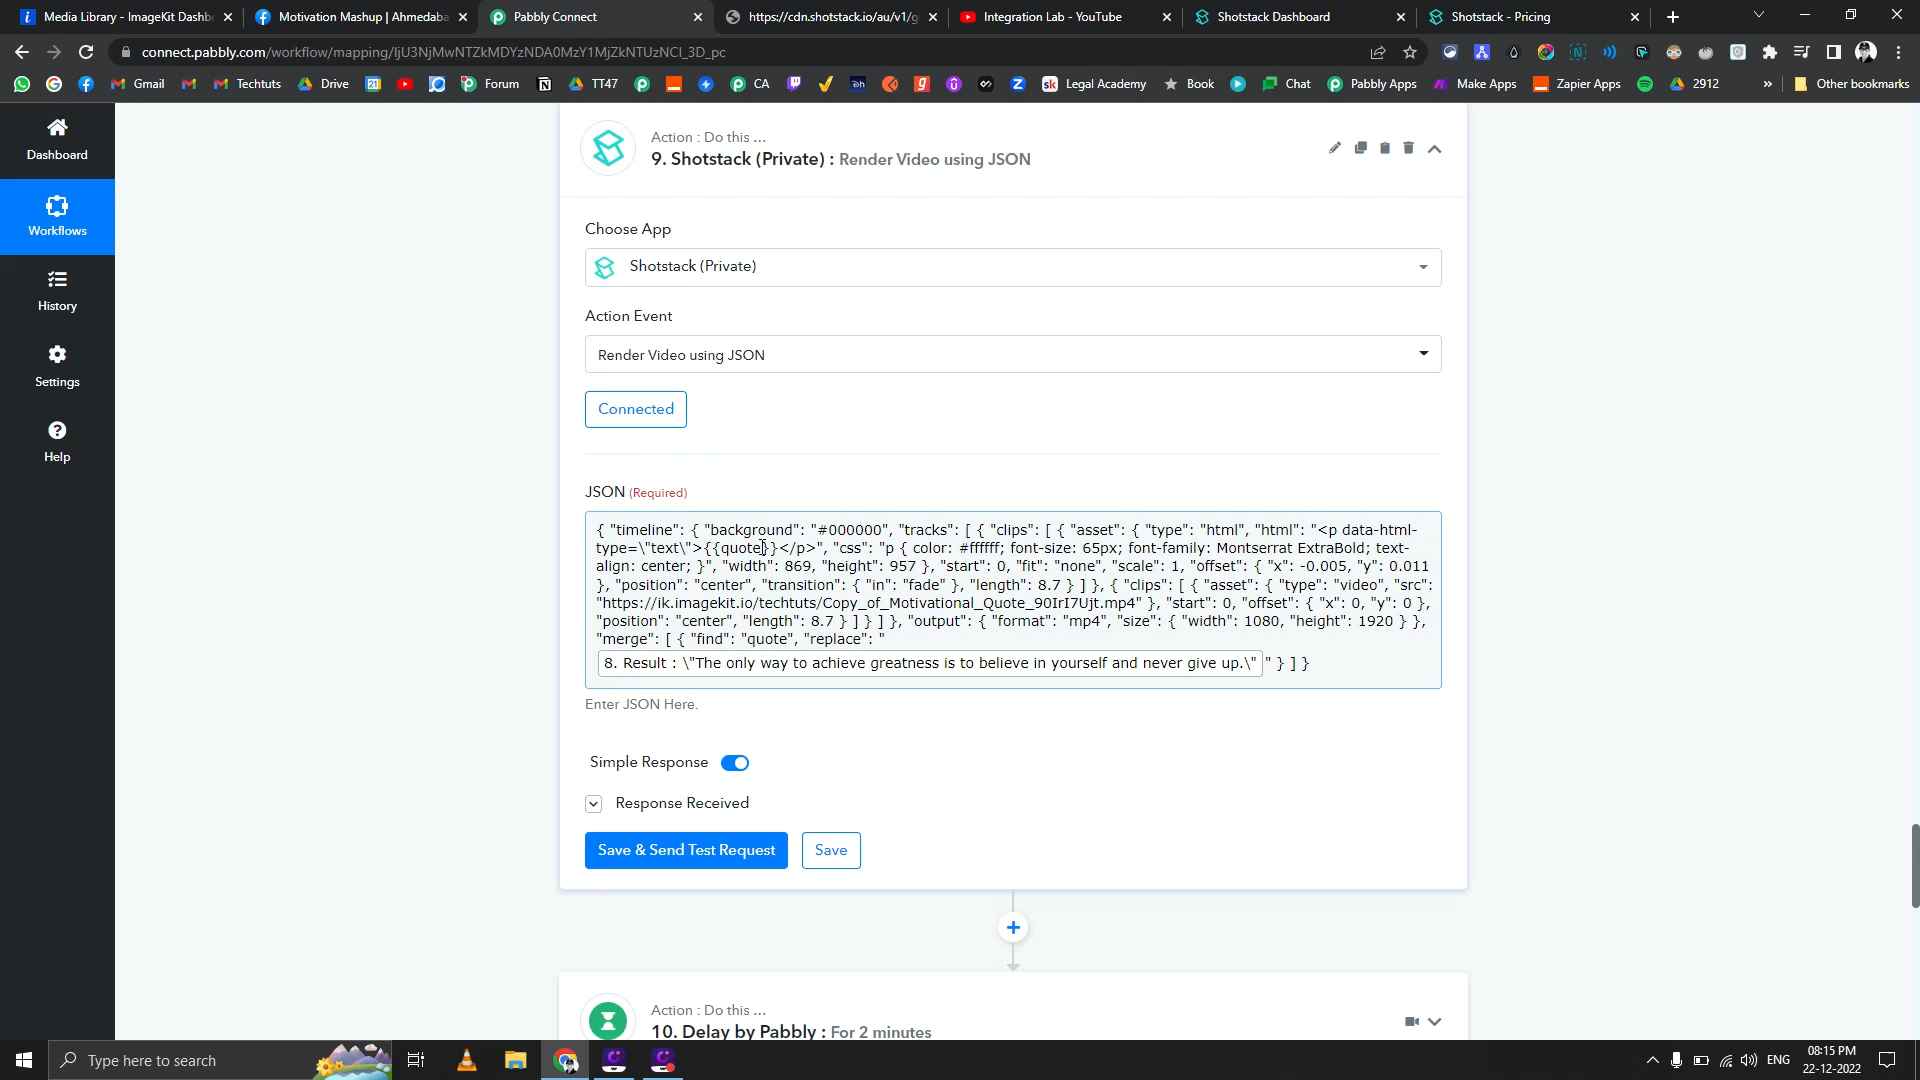 Media Library - ImageKit Dashb
Motivation Mashup | Ahmedaba
Pabbly Connect
https://cdn.shotstack.io/au/v1/g
Integration Lab - YouTube
Shotstack Dashboard
Shotstack - Pricing
connect.pabbly.com/workflow/mapping/IjU3NjMwNTZkMDYzNDA0MzY1MjZkNTUzNCI_3D_pc
Gmail
Techtuts
Drive
Forum
TT47
CA
Legal Academy
Book
Chat
Pabbly Apps
Make Apps
Zapier Apps
2912
»
Other bookmarks
Dashboard
Workflows
History
Settings
Help
Action : Do this ...
9. Shotstack (Private) : Render Video using JSON
Choose App
Shotstack (Private)
Action Event
Render Video using JSON
Connected
JSON (Required)
{ "timeline": { "background": "#000000", "tracks": [ { "clips": [ { "asset": { "type": "html", "html": "<p data-html-
type=\"text\">{{quote}}</p>", "css": "p { color: #ffffff; font-size: 65px; font-family: Montserrat ExtraBold; text-
align: center; }", "width": 869, "height": 957 }, "start": 0, "fit": "none", "scale": 1, "offset": { "x": -0.005, "y": 0.011
}, "position": "center", "transition": { "in": "fade" }, "length": 8.7 } ] }, { "clips": [ { "asset": { "type": "video", "src":
"https://ik.imagekit.io/techtuts/Copy_of_Motivational_Quote_90IrI7Ujt.mp4" }, "start": 0, "offset": { "x": 0, "y": 0 },
"position": "center", "length": 8.7 } ] } ] }, "output": { "format": "mp4", "size": { "width": 1080, "height": 1920 } },
"merge": [ { "find": "quote", "replace": "
8. Result : \"The only way to achieve greatness is to believe in yourself and never give up.\" " } ] }
Enter JSON Here.
Simple Response
Response Received
Save & Send Test Request
Save
Action : Do this ...
10. Delay by Pabbly : For 2 minutes
Type here to search
ENG
08:15 PM
22-12-2022